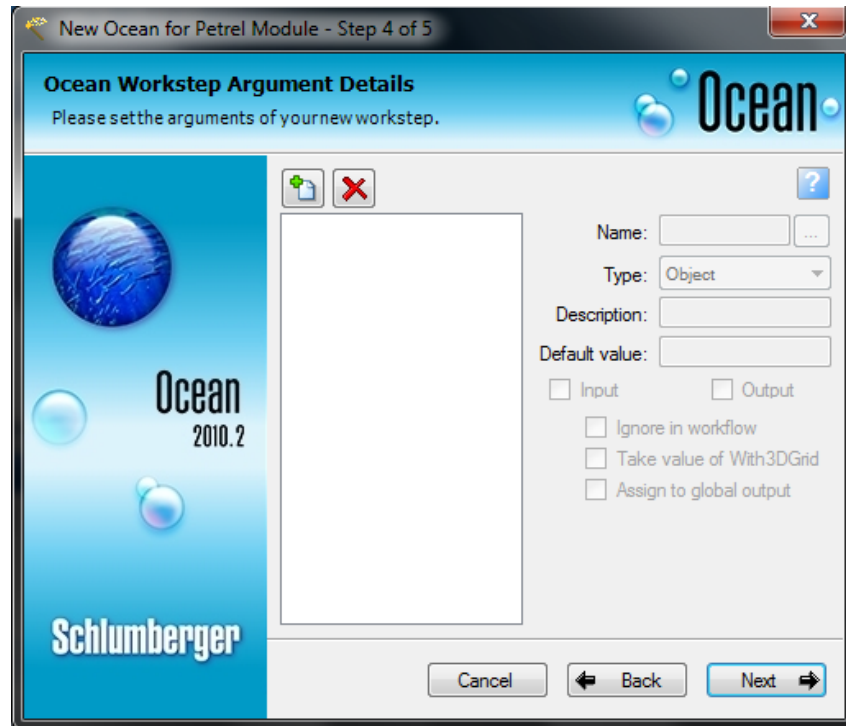 New Ocean for Petrel Module - Step 4 of 5
x
Ocean Workstep Argument Details
Please setthe arguments of yournew workstep.
Ocean
?
Name:
...
Type: Object
Description:
Default value:
Input Output
Ignore in workflow
Take value of With3DGrid
Assign to global output
Ocean
2010.2
Schlumberger
Cancel Back Next